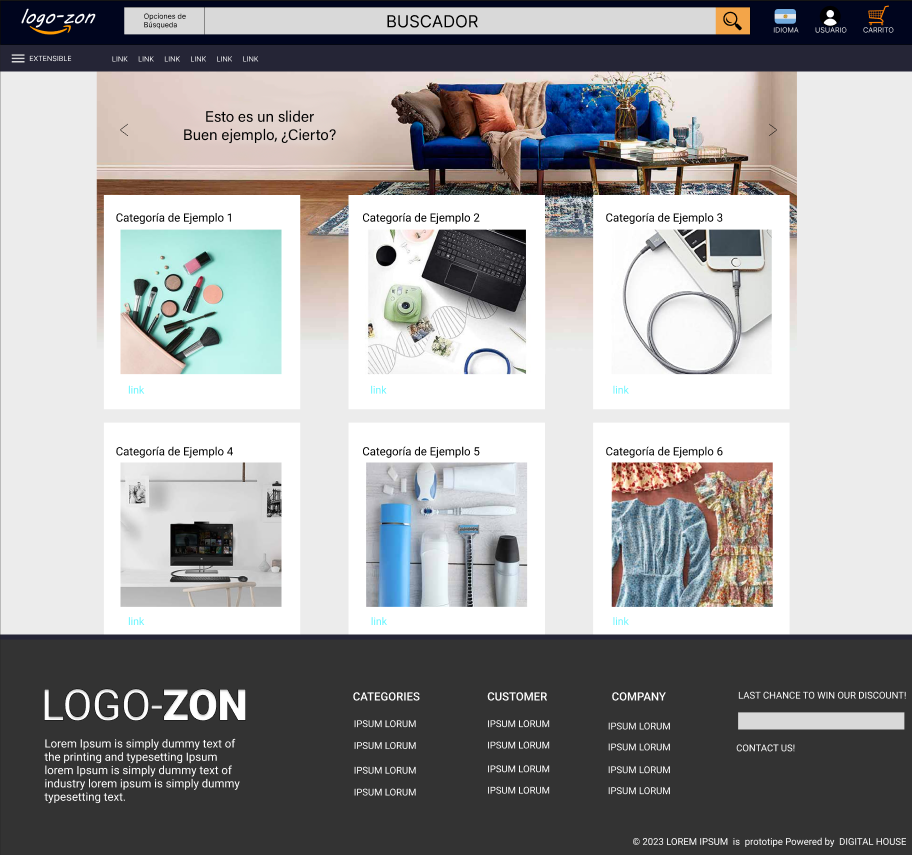 logo-zon
Opciones de
Búsqueda
BUSCADOR
IDIOMA
USUARIO
CARRITO
EXTENSIBLE
LINK LINK LINK LINK LINK LINK
Esto es un slider
Buen ejemplo, ¿Cierto?
Categoría de Ejemplo 1
Categoría de Ejemplo 2
Categoría de Ejemplo 3
link
link
link
Categoría de Ejemplo 4
Categoría de Ejemplo 5
Categoría de Ejemplo 6
link
link
link
LOGO-ZON
Lorem Ipsum is simply dummy text of
the printing and typesetting Ipsum
lorem Ipsum is simply dummy text of
industry lorem ipsum is simply dummy
typesetting text.
CATEGORIES
IPSUM LORUM
IPSUM LORUM
IPSUM LORUM
IPSUM LORUM
CUSTOMER
IPSUM LORUM
IPSUM LORUM
IPSUM LORUM
IPSUM LORUM
COMPANY
IPSUM LORUM
IPSUM LORUM
IPSUM LORUM
IPSUM LORUM
LAST CHANCE TO WIN OUR DISCOUNT!
CONTACT US!
© 2023 LOREM IPSUM is prototipe Powered by DIGITAL HOUSE